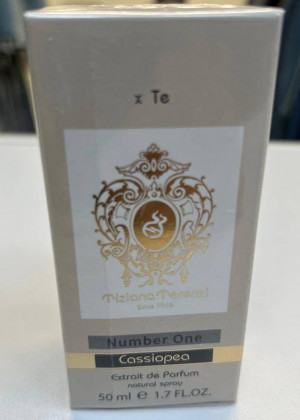 x Te
Tiziana Terenzi
Since 1968
Number One
Cassiopea
Extrait de Parfum
natural spray
50 ml e 1.7 FL.OZ.